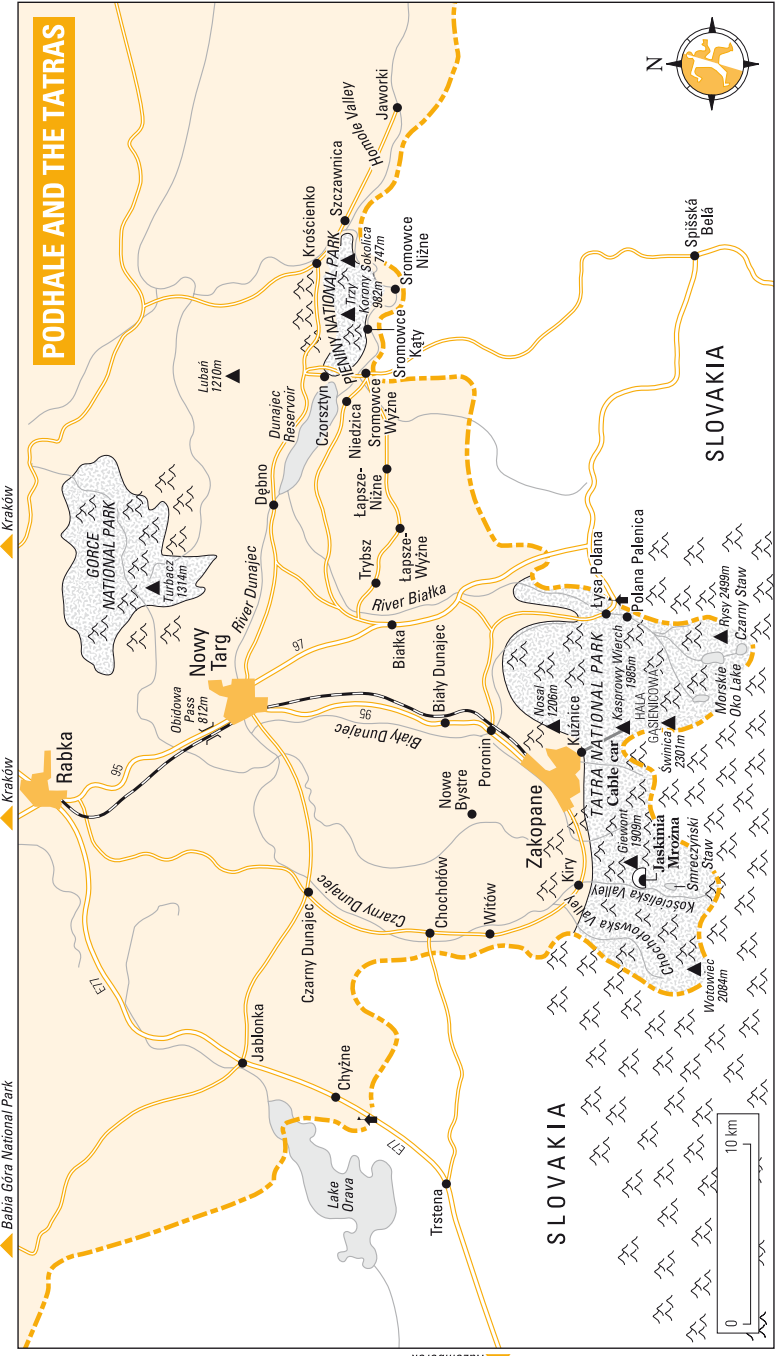 PODHALE AND THE TATRAS
N
Babia Góra National Park
Kraków
Kraków
Rabka
E77
95
Obidowa
Pass
812m
GORCE
NATIONAL PARK
Turbacz
1314m
Lubań
1210m
Krościenko
Szczawnica
Homole Valley
Jaworki
PIENINY NATIONAL PARK
Trzy
Korony
982m
Sokolica
747m
Sromowce
Niżne
Sromowce
Kąty
Sromowce
Wyżne
Czorsztyn
Niedzica
Dunajec
Reservoir
Dębno
River Dunajec
Nowy
Targ
97
Łapsze-
Niżne
Łapsze-
Wyżne
Trybsz
River Białka
Białka
Jablonka
Czarny Dunajec
Czarny Dunajec
Chyżne
E77
Lake
Orava
Trstena
Chochołów
Witów
95
Biały Dunajec
Biały Dunajec
Poronin
Nowe
Bystre
Zakopane
Kiry
Nosal
1206m
Kuźnice
TATRA NATIONAL PARK
Cable car
Kasprowy Wierch
1985m
HALA
GĄSIENICOWA
Świnica
2301m
Giewont
1909m
Jaskinia
Mroźna
Smreczyński
Staw
Kościeliska Valley
Chochołowska Valley
Wotowiec
2084m
Łysa Polana
Polana Palenica
Rysy 2499m
Czarny Staw
Morskie
Oko Lake
Spišská
Belá
SLOVAKIA
SLOVAKIA
0
10 km